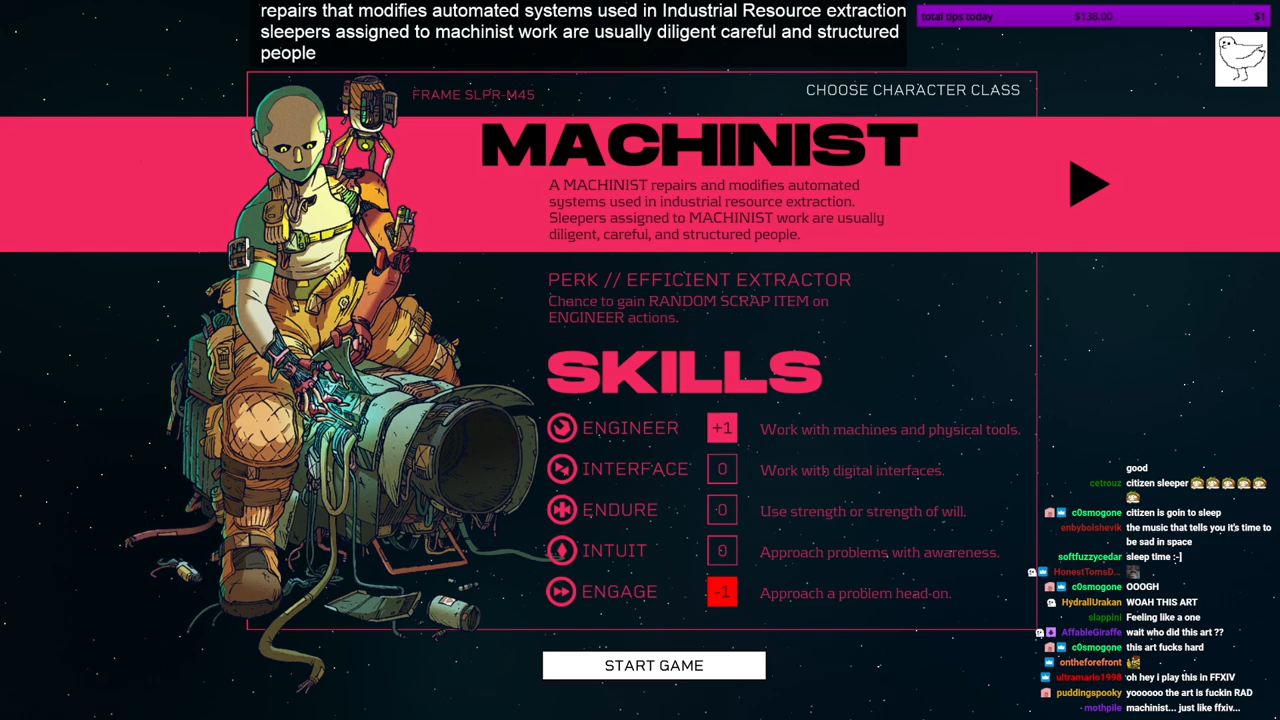 repairs that modifies automated systems used in Industrial Resource extraction
sleepers assigned to machinist work are usually diligent careful and structured
people
total tips today $138.00 $1
FRAME SLPR-M45
CHOOSE CHARACTER CLASS
MACHINIST
A MACHINIST repairs and modifies automated
systems used in industrial resource extraction.
Sleepers assigned to MACHINIST work are usually
diligent, careful, and structured people.
PERK // EFFICIENT EXTRACTOR
Chance to gain RANDOM SCRAP ITEM on
ENGINEER actions.
SKILLS
ENGINEER +1 Work with machines and physical tools.
INTERFACE 0 Work with digital interfaces.
ENDURE 0 Use strength or strength of will.
INTUIT 0 Approach problems with awareness.
ENGAGE -1 Approach a problem head-on.
START GAME
good
cetrouz citizen sleeper
c0smogone citizen is goin to sleep
enbyboishevik the music that tells you it's time to
be sad in space
softfuzzycedar sleep time :-]
HonestTomsD...
c0smogone OOOGH
HydrallUrakan WOAH THIS ART
slappini Feeling like a one
AffableGiraffe wait who did this art ??
c0smogone this art fucks hard
ontheforefront
ultramario1998 oh hey i play this in FFXIV
puddingspooky yoooooo the art is fuckin RAD
mothpile machinist... just like ffxiv...